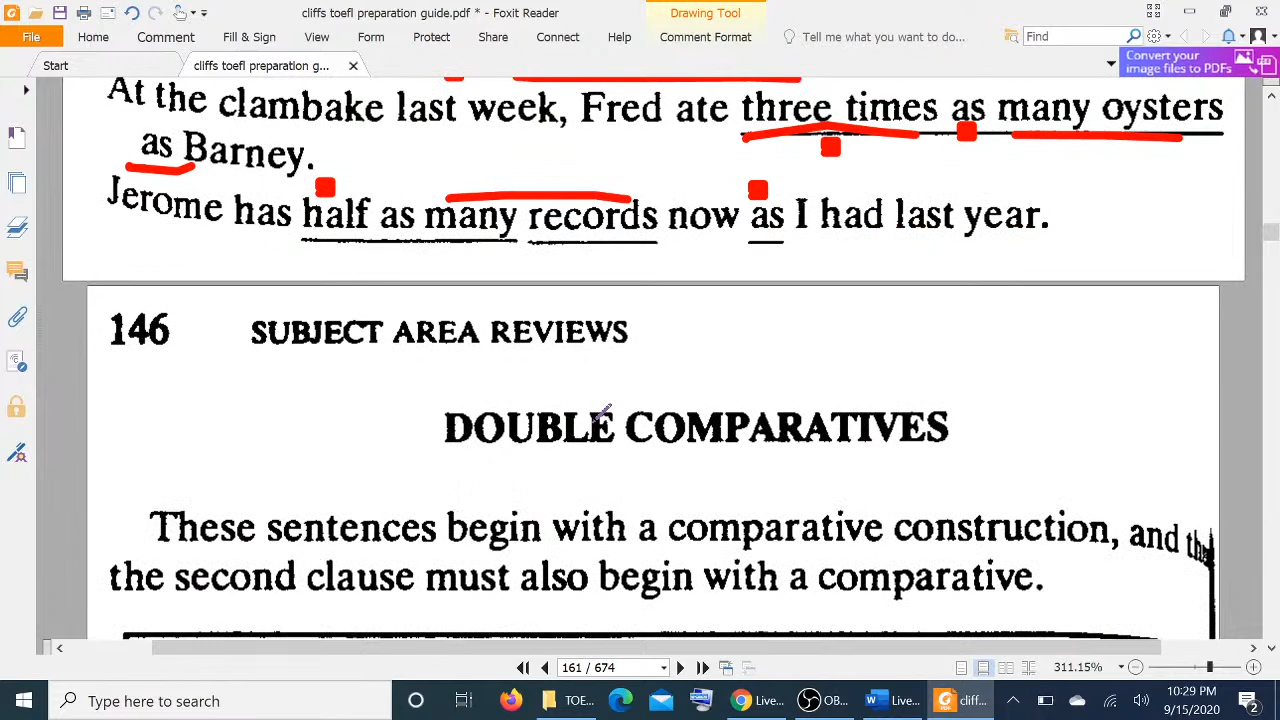 cliffs toefl preparation guide.pdf * - Foxit Reader
Drawing Tool
File Home Comment Fill & Sign View Form Protect Share Connect Help Comment Format Tell me what you want to do... Find
Start cliffs toefl preparation g...
Convert your
image files to PDFs
At the clambake last week, Fred ate three times as many oysters
as Barney.
Jerome has half as many records now as I had last year.
146 SUBJECT AREA REVIEWS
DOUBLE COMPARATIVES
These sentences begin with a comparative construction, and
the second clause must also begin with a comparative.
161 / 674
311.15%
Type here to search
TOE...
Live...
OB...
Live...
cliff...
10:29 PM
9/15/2020
2